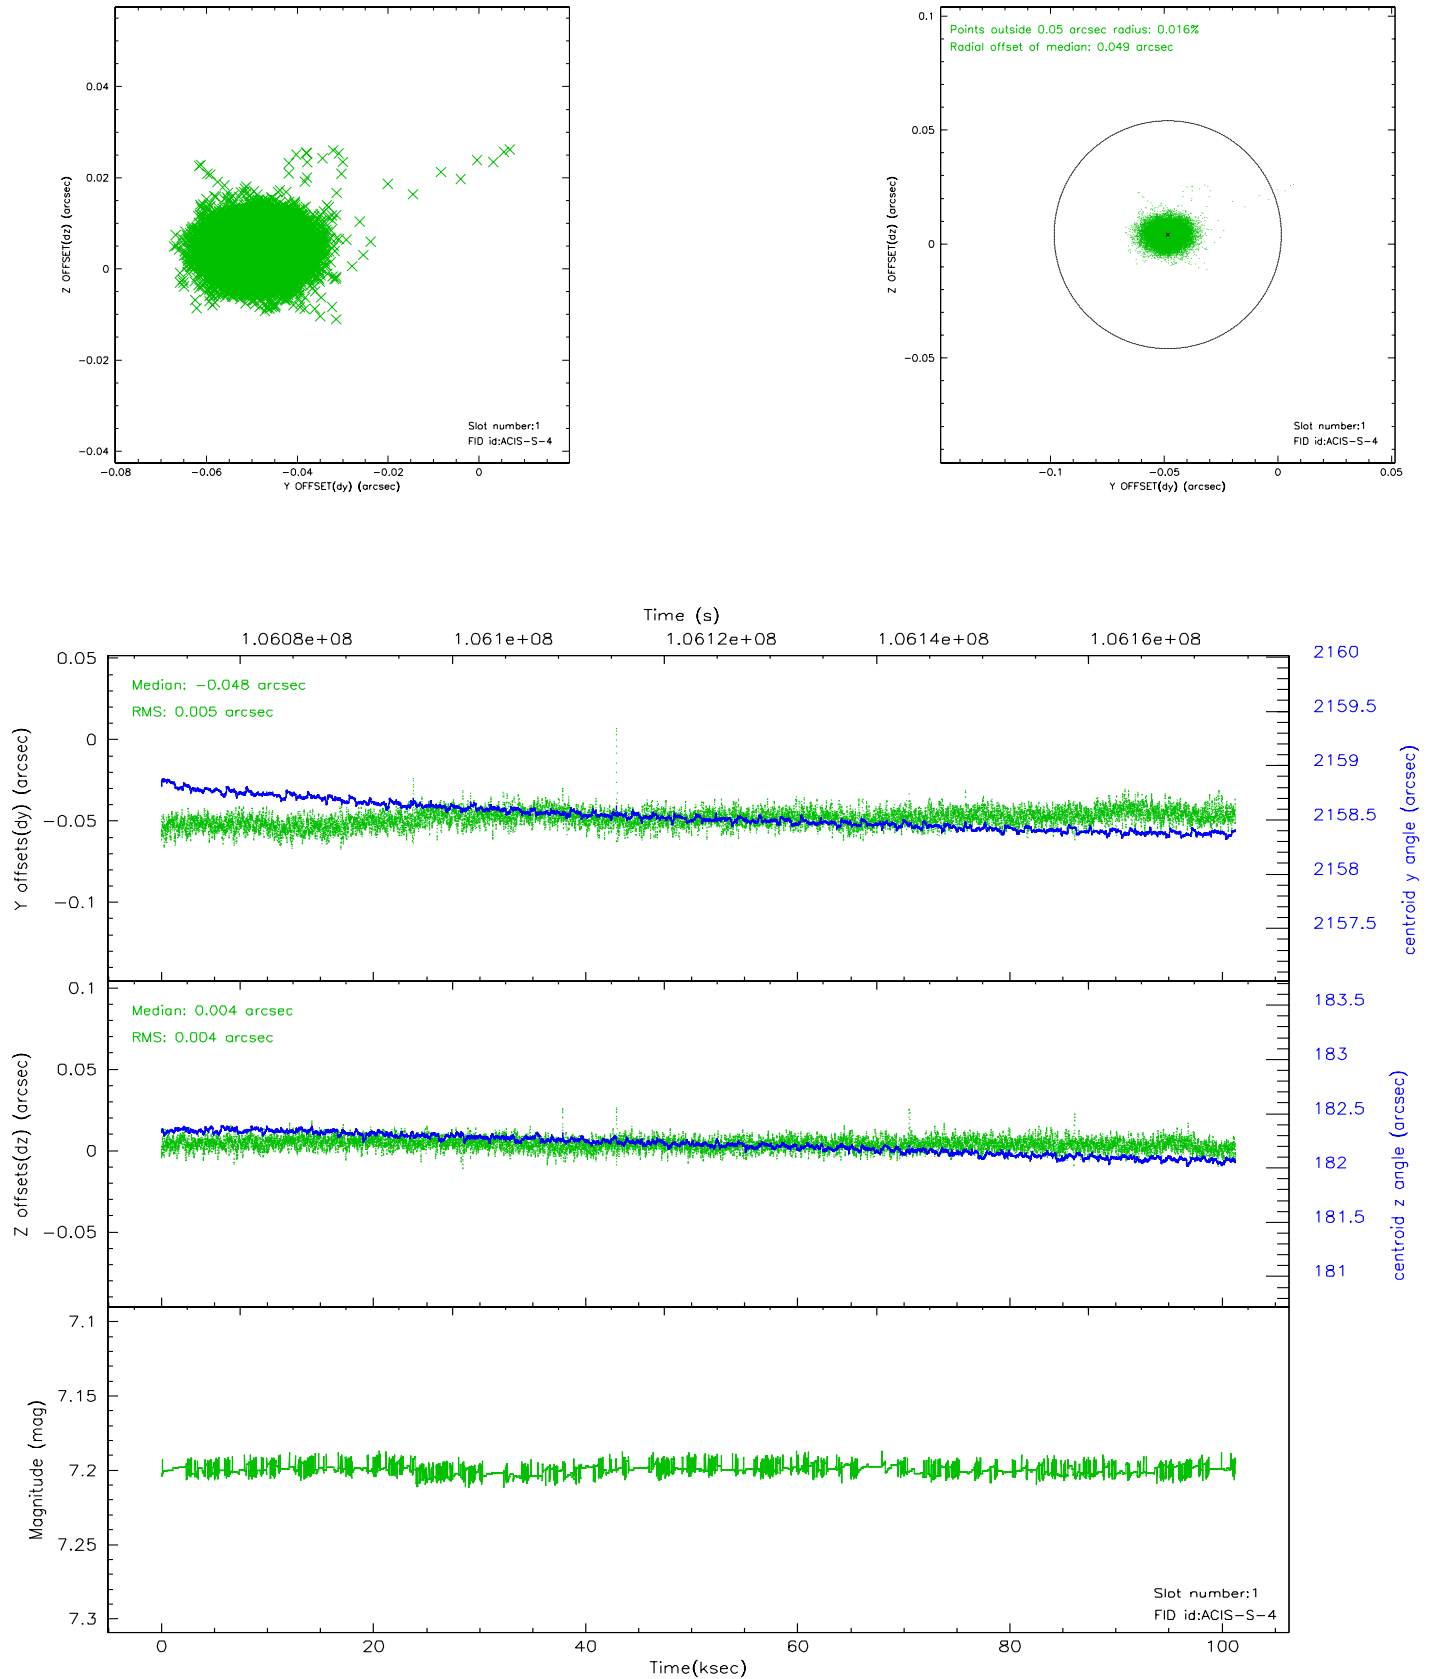 0.04
0.02
0
−0.02
−0.04
Z OFFSET(dz) (arcsec)
−0.08
−0.06
−0.04
−0.02
0
Y OFFSET(dy) (arcsec)
Slot number:1
FID id:ACIS−S−4
0.1
0.05
0
−0.05
Z OFFSET(dz) (arcsec)
Points outside 0.05 arcsec radius: 0.016%
Radial offset of median: 0.049 arcsec
Slot number:1
FID id:ACIS−S−4
−0.1
−0.05
0
0.05
Y OFFSET(dy) (arcsec)
Time (s)
1.0608e+08
1.061e+08
1.0612e+08
1.0614e+08
1.0616e+08
0.05
0
−0.05
−0.1
Y offsets(dy) (arcsec)
Median: −0.048 arcsec
RMS: 0.005 arcsec
2160
2159.5
2159
2158.5
2158
2157.5
centroid y angle (arcsec)
0.1
0.05
0
−0.05
Z offsets(dz) (arcsec)
Median: 0.004 arcsec
RMS: 0.004 arcsec
183.5
183
182.5
182
181.5
181
centroid z angle (arcsec)
7.1
7.15
7.2
7.25
7.3
Magnitude (mag)
Slot number:1
FID id:ACIS−S−4
0
20
40
60
80
100
Time(ksec)